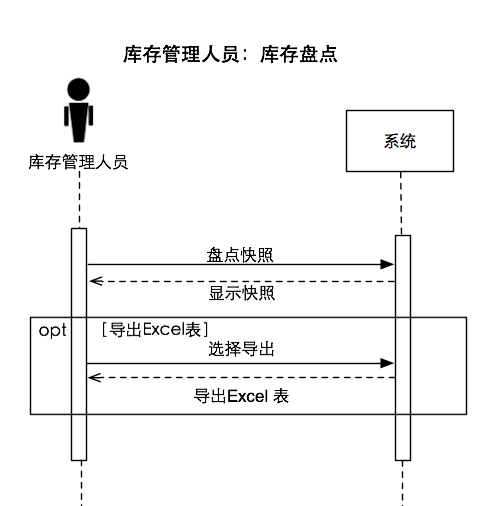 库存管理人员：库存盘点
系统
库存管理人员
盘点快照
显示快照
opt [导出Excel表]
选择导出
导出Excel 表